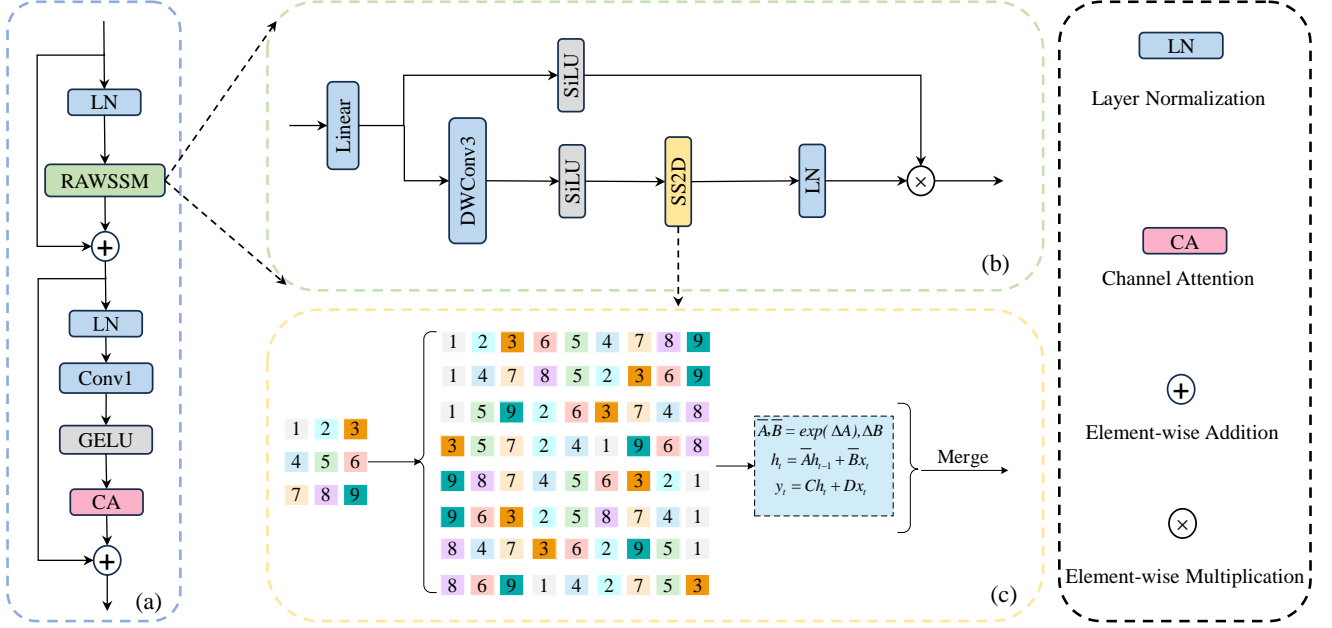 LN
RAWSSM
+
LN
Conv1
GELU
CA
+
(a)
Linear
SiLU
DWConv3
SiLU
SS2D
LN
×
(b)
1 2 3
4 5 6
7 8 9
1 2 3 6 5 4 7 8 9
1 4 7 8 5 2 3 6 9
1 5 9 2 6 3 7 4 8
3 5 7 2 4 1 9 6 8
9 8 7 4 5 6 3 2 1
9 6 3 2 5 8 7 4 1
8 4 7 3 6 2 9 5 1
8 6 9 1 4 2 7 5 3
A̅,B̅ = exp(ΔA),ΔB
hₜ = A̅hₜ₋₁ + B̅xₜ
yₜ = Chₜ + Dxₜ
Merge
(c)
LN
Layer Normalization
CA
Channel Attention
+
Element-wise Addition
×
Element-wise Multiplication